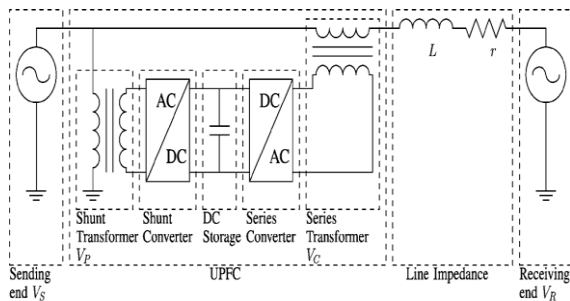 L
r
AC
DC
DC
AC
Shunt
Transformer
V_P
Shunt
Converter
DC
Storage
Series
Converter
Series
Transformer
V_C
Sending
end V_S
UPFC
Line Impedance
Receiving
end V_R